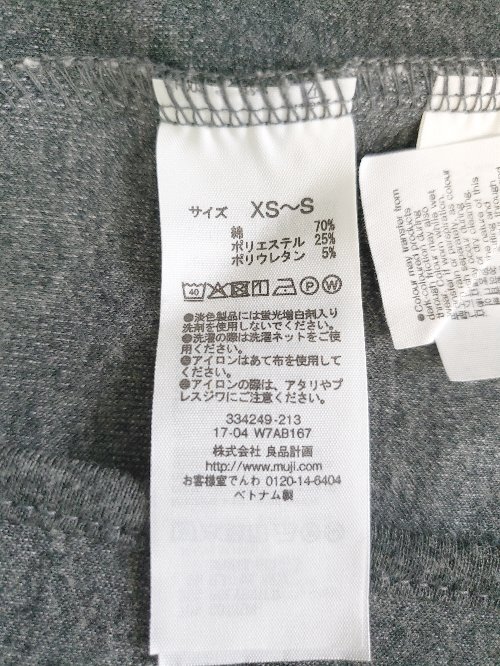 サイズ XS〜S
綿 70%
ポリエステル 25%
ポリウレタン 5%
40
P W
●淡色製品には蛍光増白剤入り
洗剤を使用しないでください。
●洗濯の際は洗濯ネットをご使
用ください。
●アイロンはあて布を使用して
ください。
●アイロンの際は、アタリやプ
レスジワにご注意ください。
334249-213
17-04 W7AB167
株式会社 良品計画
http://www.muji.com
お客様室でんわ 0120-14-6404
ベトナム製
●Colour may transfer from